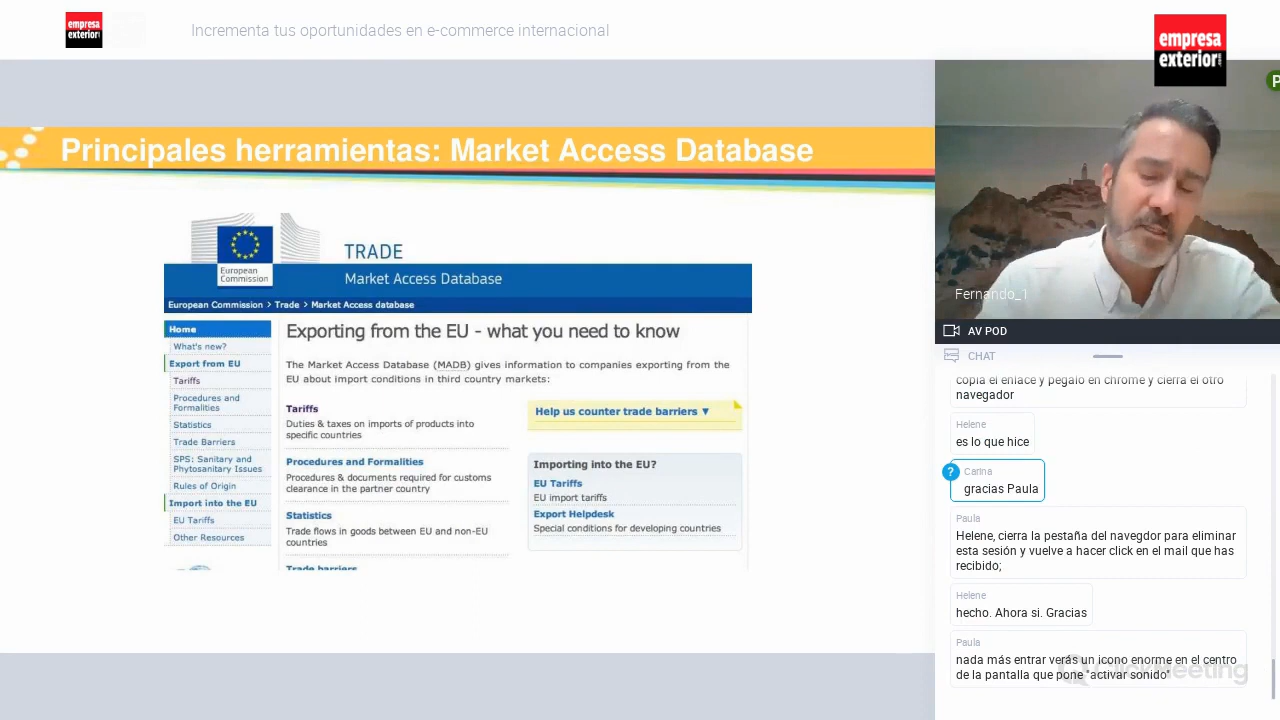 empresa
exterior.com
Incrementa tus oportunidades en e-commerce internacional
empresa
exterior.com
P
Principales herramientas: Market Access Database
European
Commission
TRADE
Market Access Database
European Commission > Trade > Market Access database
Home
What's new?
Export from EU
Tariffs
Procedures and
Formalities
Statistics
Trade Barriers
SPS: Sanitary and
Phytosanitary Issues
Rules of Origin
Import into the EU
EU Tariffs
Other Resources
Exporting from the EU - what you need to know
The Market Access Database (MADB) gives information to companies exporting from the
EU about import conditions in third country markets:
Tariffs
Duties & taxes on imports of products into
specific countries
Procedures and Formalities
Procedures & documents required for customs
clearance in the partner country
Statistics
Trade flows in goods between EU and non-EU
countries
Trade barriers
Help us counter trade barriers ▼
Importing into the EU?
EU Tariffs
EU import tariffs
Export Helpdesk
Special conditions for developing countries
Fernando_1
AV POD
CHAT
copia el enlace y pegalo en chrome y cierra el otro
navegador
Helene
es lo que hice
?
Carina
gracias Paula
Paula
Helene, cierra la pestaña del navegdor para eliminar
esta sesión y vuelve a hacer click en el mail que has
recibido;
Helene
hecho. Ahora si. Gracias
Paula
nada más entrar verás un icono enorme en el centro
de la pantalla que pone "activar sonido"
ClickMeeting